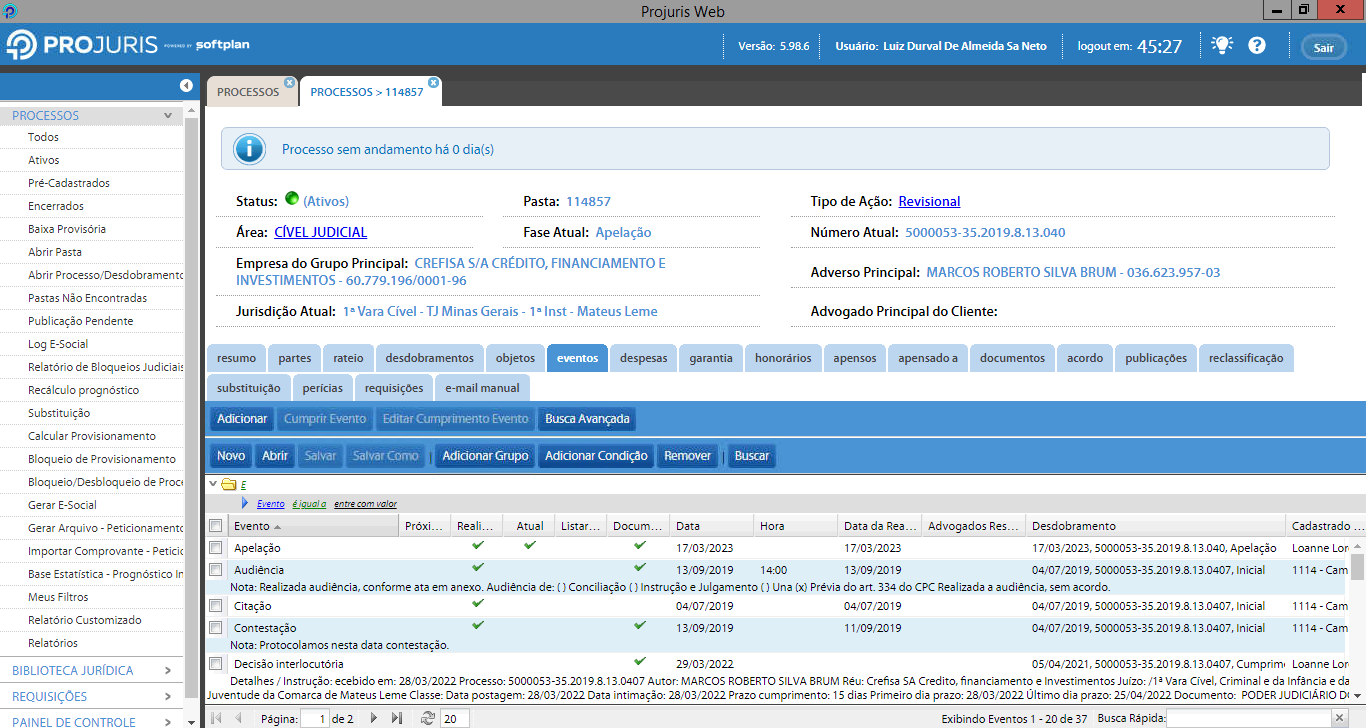 Projuris Web
PROJURIS POWERED BY softplan
Versão: 5.98.6
Usuário: Luiz Durval De Almeida Sa Neto
logout em: 45:27
Sair
PROCESSOS
PROCESSOS > 114857
PROCESSOS
Todos
Ativos
Pré-Cadastrados
Encerrados
Baixa Provisória
Abrir Pasta
Abrir Processo/Desdobramento
Pastas Não Encontradas
Publicação Pendente
Log E-Social
Relatório de Bloqueios Judiciais
Recálculo prognóstico
Substituição
Calcular Provisionamento
Bloqueio de Provisionamento
Bloqueio/Desbloqueio de Proce
Gerar E-Social
Gerar Arquivo - Peticionamento
Importar Comprovante - Peticio
Base Estatística - Prognóstico In
Meus Filtros
Relatório Customizado
Relatórios
BIBLIOTECA JURÍDICA
REQUISIÇÕES
PAINEL DE CONTROLE
Processo sem andamento há 0 dia(s)
Status: (Ativos)
Pasta: 114857
Tipo de Ação: Revisional
Área: CÍVEL JUDICIAL
Fase Atual: Apelação
Número Atual: 5000053-35.2019.8.13.040
Empresa do Grupo Principal: CREFISA S/A CRÉDITO, FINANCIAMENTO E
INVESTIMENTOS - 60.779.196/0001-96
Adverso Principal: MARCOS ROBERTO SILVA BRUM - 036.623.957-03
Jurisdição Atual: 1ª Vara Cível - TJ Minas Gerais - 1ª Inst - Mateus Leme
Advogado Principal do Cliente:
resumo partes rateio desdobramentos objetos eventos despesas garantia honorários apensos apensado a documentos acordo publicações reclassificação
substituição perícias requisições e-mail manual
Adicionar Cumprir Evento Editar Cumprimento Evento Busca Avançada
Novo Abrir Salvar Salvar Como | Adicionar Grupo Adicionar Condição Remover | Buscar
E
Evento é igual a entre com valor
Evento Próxi... Reali... Atual Listar... Docum... Data Hora Data da Rea... Advogados Res... Desdobramento Cadastrado ...
Apelação 17/03/2023 17/03/2023 17/03/2023, 5000053-35.2019.8.13.040, Apelação Loanne Lor
Audiência 13/09/2019 14:00 13/09/2019 04/07/2019, 5000053-35.2019.8.13.0407, Inicial 1114 - Cam
Nota: Realizada audiência, conforme ata em anexo. Audiência de: ( ) Conciliação ( ) Instrução e Julgamento ( ) Una (x) Prévia do art. 334 do CPC Realizada a audiência, sem acordo.
Citação 04/07/2019 04/07/2019 04/07/2019, 5000053-35.2019.8.13.0407, Inicial 1114 - Cam
Contestação 13/09/2019 11/09/2019 04/07/2019, 5000053-35.2019.8.13.0407, Inicial 1114 - Cam
Nota: Protocolamos nesta data contestação.
Decisão interlocutória 29/03/2022 05/04/2021, 5000053-35.2019.8.13.0407, Cumprime Loanne Lor
Detalhes / Instrução: ecebido em: 28/03/2022 Processo: 5000053-35.2019.8.13.0407 Autor: MARCOS ROBERTO SILVA BRUM Réu: Crefisa SA Credito, financiamento e Investimentos Juízo: /1ª Vara Cível, Criminal e da Infância e da
Juventude da Comarca de Mateus Leme Classe: Data postagem: 28/03/2022 Data intimação: 28/03/2022 Prazo cumprimento: 15 dias Primeiro dia prazo: 28/03/2022 Último dia prazo: 25/04/2022 Documento: PODER JUDICIÁRIO DO
Página: 1 de 2 20
Exibindo Eventos 1 - 20 de 37 Busca Rápida: